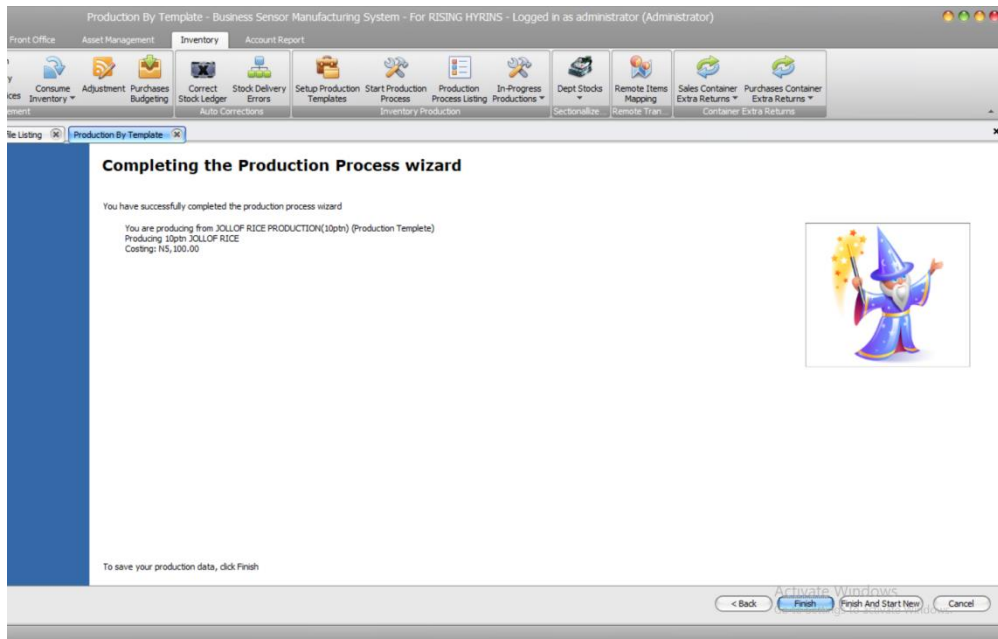 Production By Template - Business Sensor Manufacturing System - For RISING HYRINS - Logged in as administrator (Administrator)
Front Office Asset Management Inventory Account Report
Consume Inventory
Adjustment
Purchases Budgeting
Correct Stock Ledger
Stock Delivery Errors
Setup Production Templates
Start Production Process
Production Process Listing
In-Progress Productions
Dept Stocks
Remote Items Mapping
Sales Container Extra Returns
Purchases Container Extra Returns
Auto Corrections Inventory Production Sectionalize... Remote Tran... Container Extra Returns
file Listing Production By Template
Completing the Production Process wizard
You have successfully completed the production process wizard
You are producing from JOLLOF RICE PRODUCTION(10ptn) (Production Templete)
Producing 10ptn JOLLOF RICE
Costing: N5,100.00
To save your production data, click Finish
Activate Windows
< Back Finish Finish And Start New Cancel